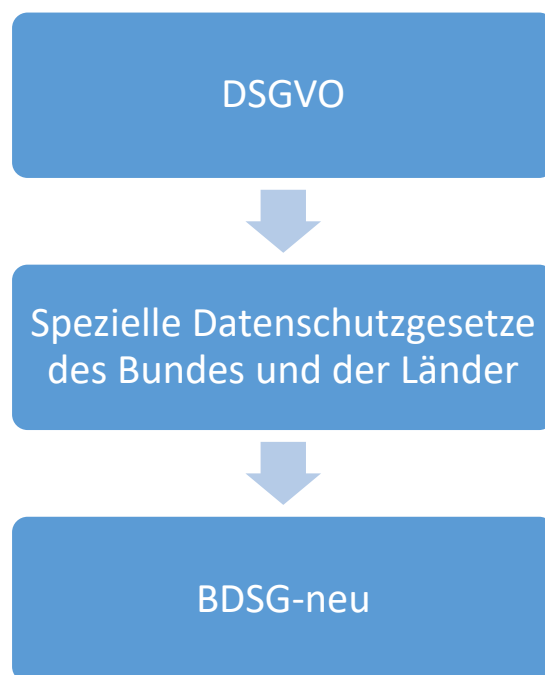 DSGVO
Spezielle Datenschutzgesetze
des Bundes und der Länder
BDSG-neu